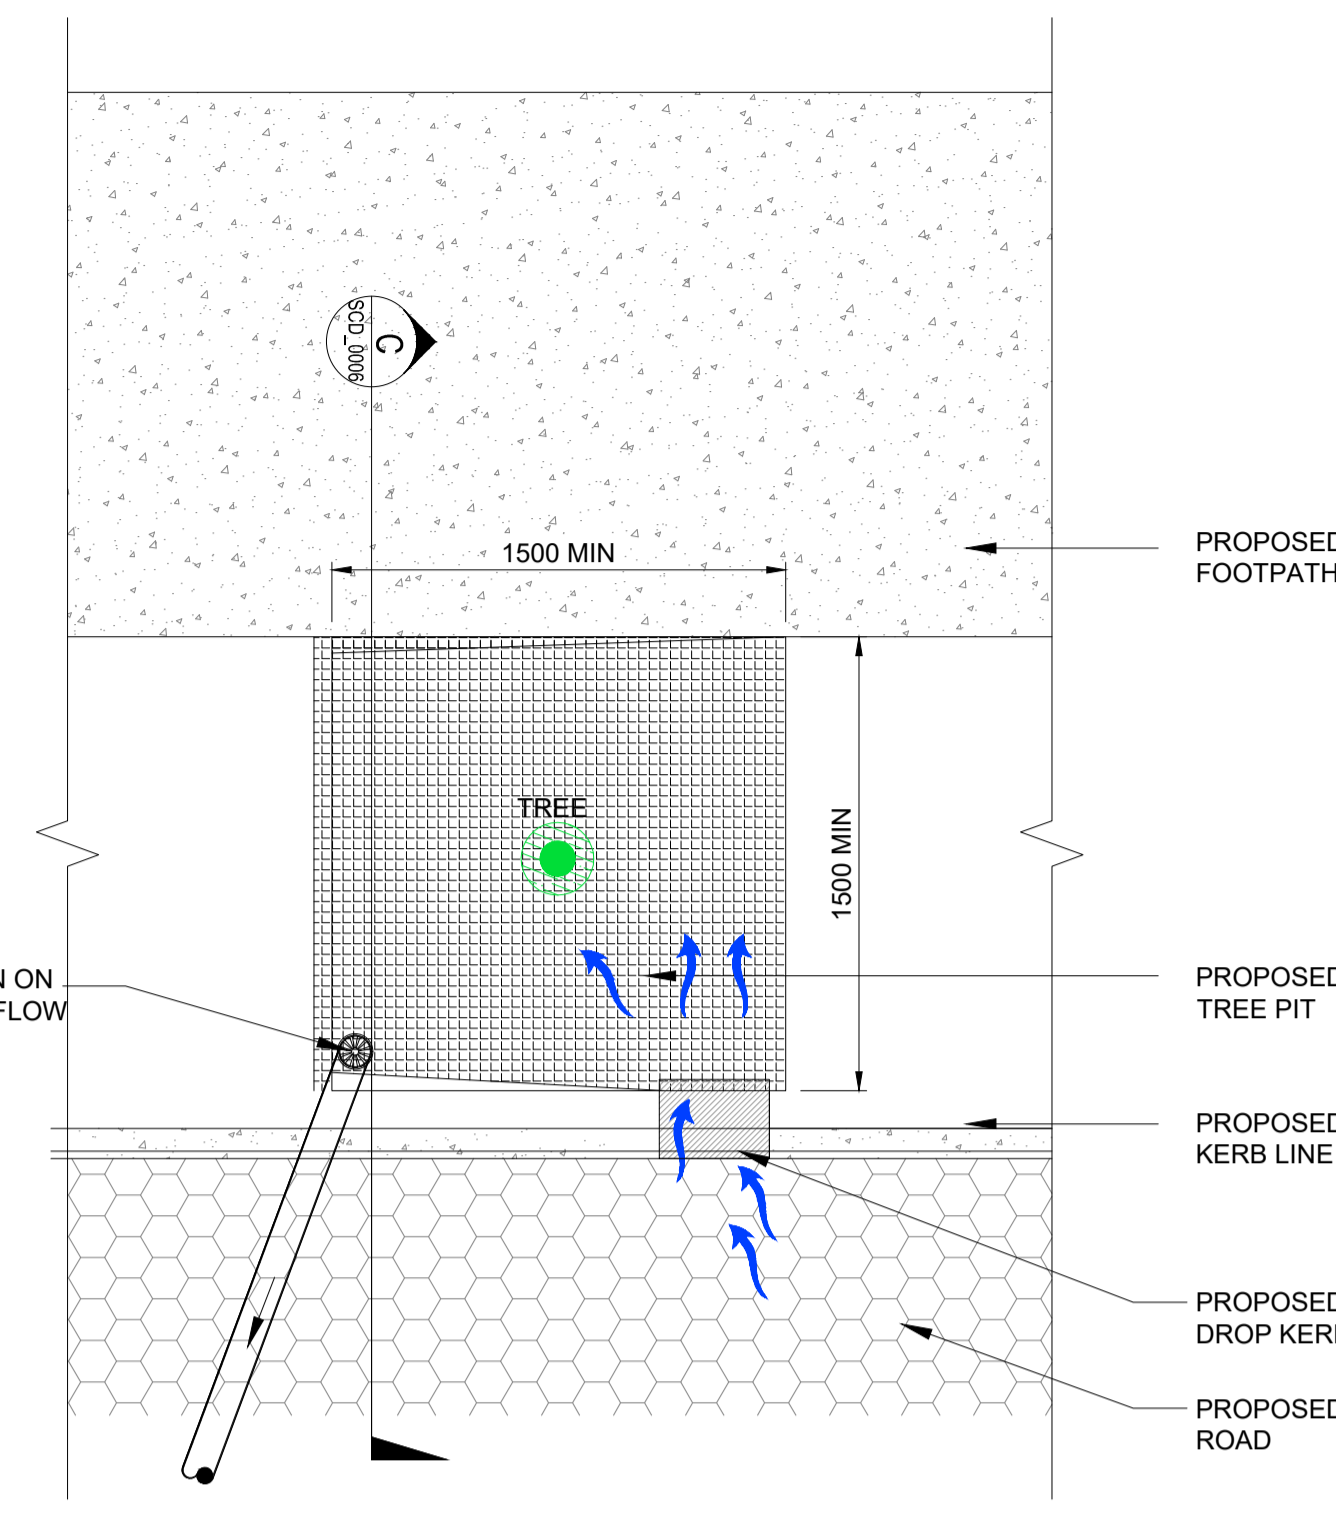 SCD_0006
C
1500 MIN
PROPOSED
FOOTPATH
TREE
1500 MIN
N ON
FLOW
PROPOSED
TREE PIT
PROPOSED
KERB LINE
PROPOSED
DROP KERB
PROPOSED
ROAD